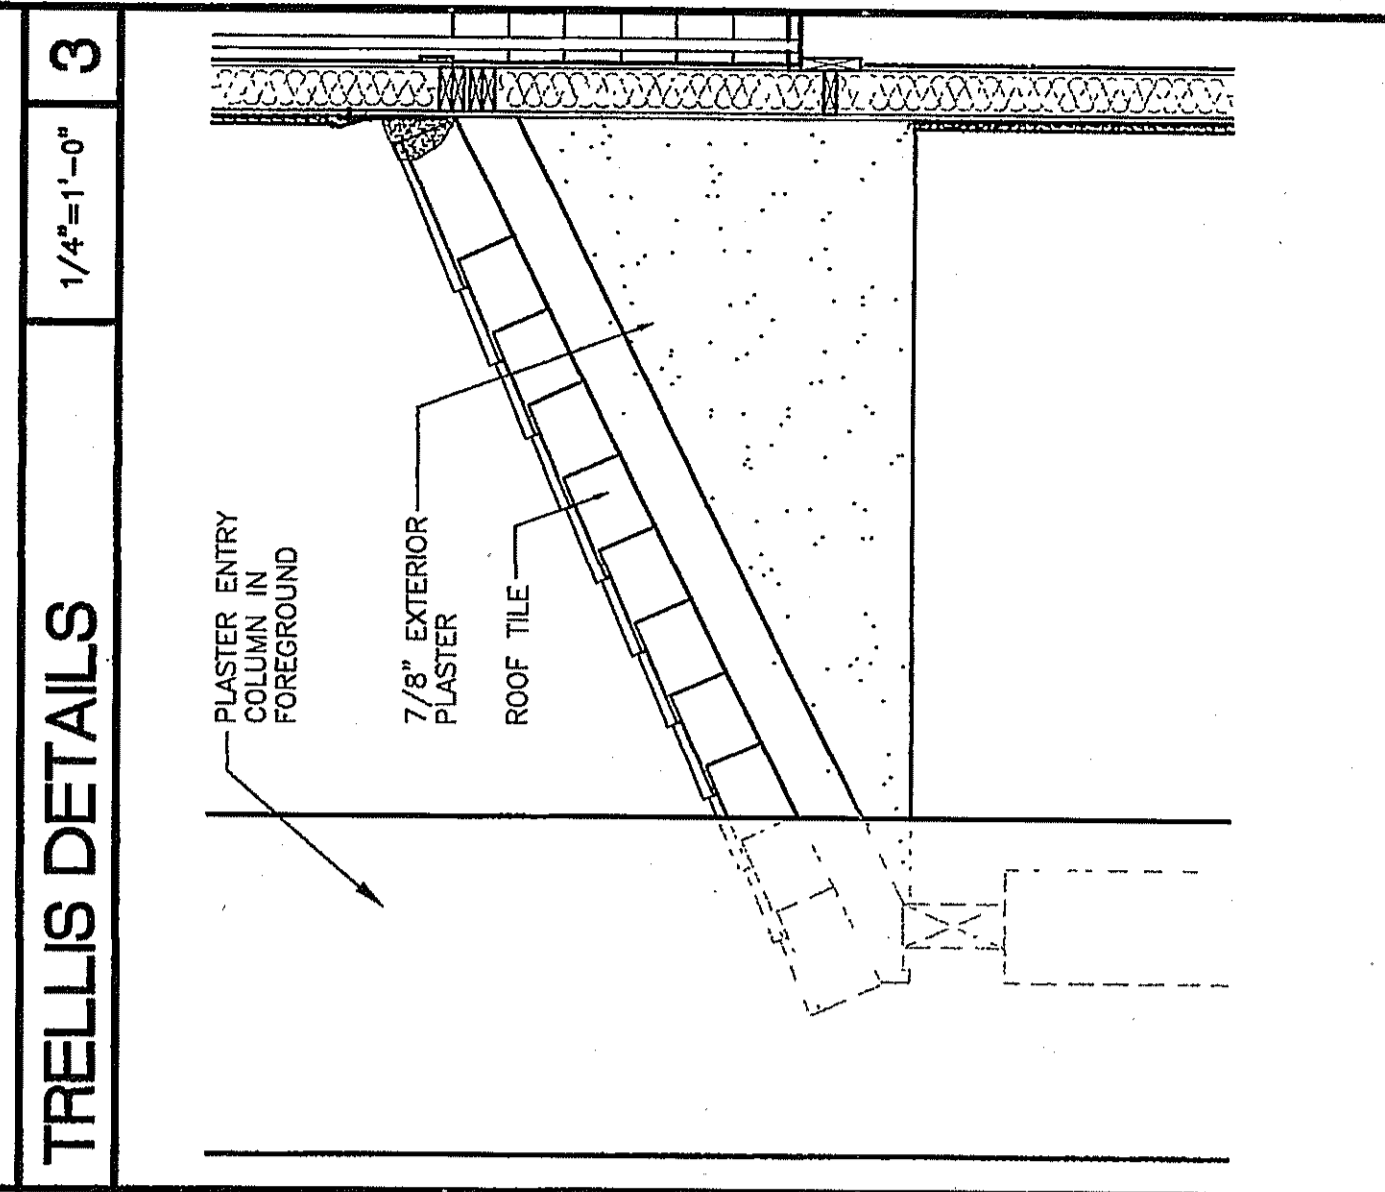 PLASTER ENTRY
COLUMN IN
FOREGROUND
7/8" EXTERIOR
PLASTER
ROOF TILE
TRELLIS DETAILS
1/4"=1'-0"
3